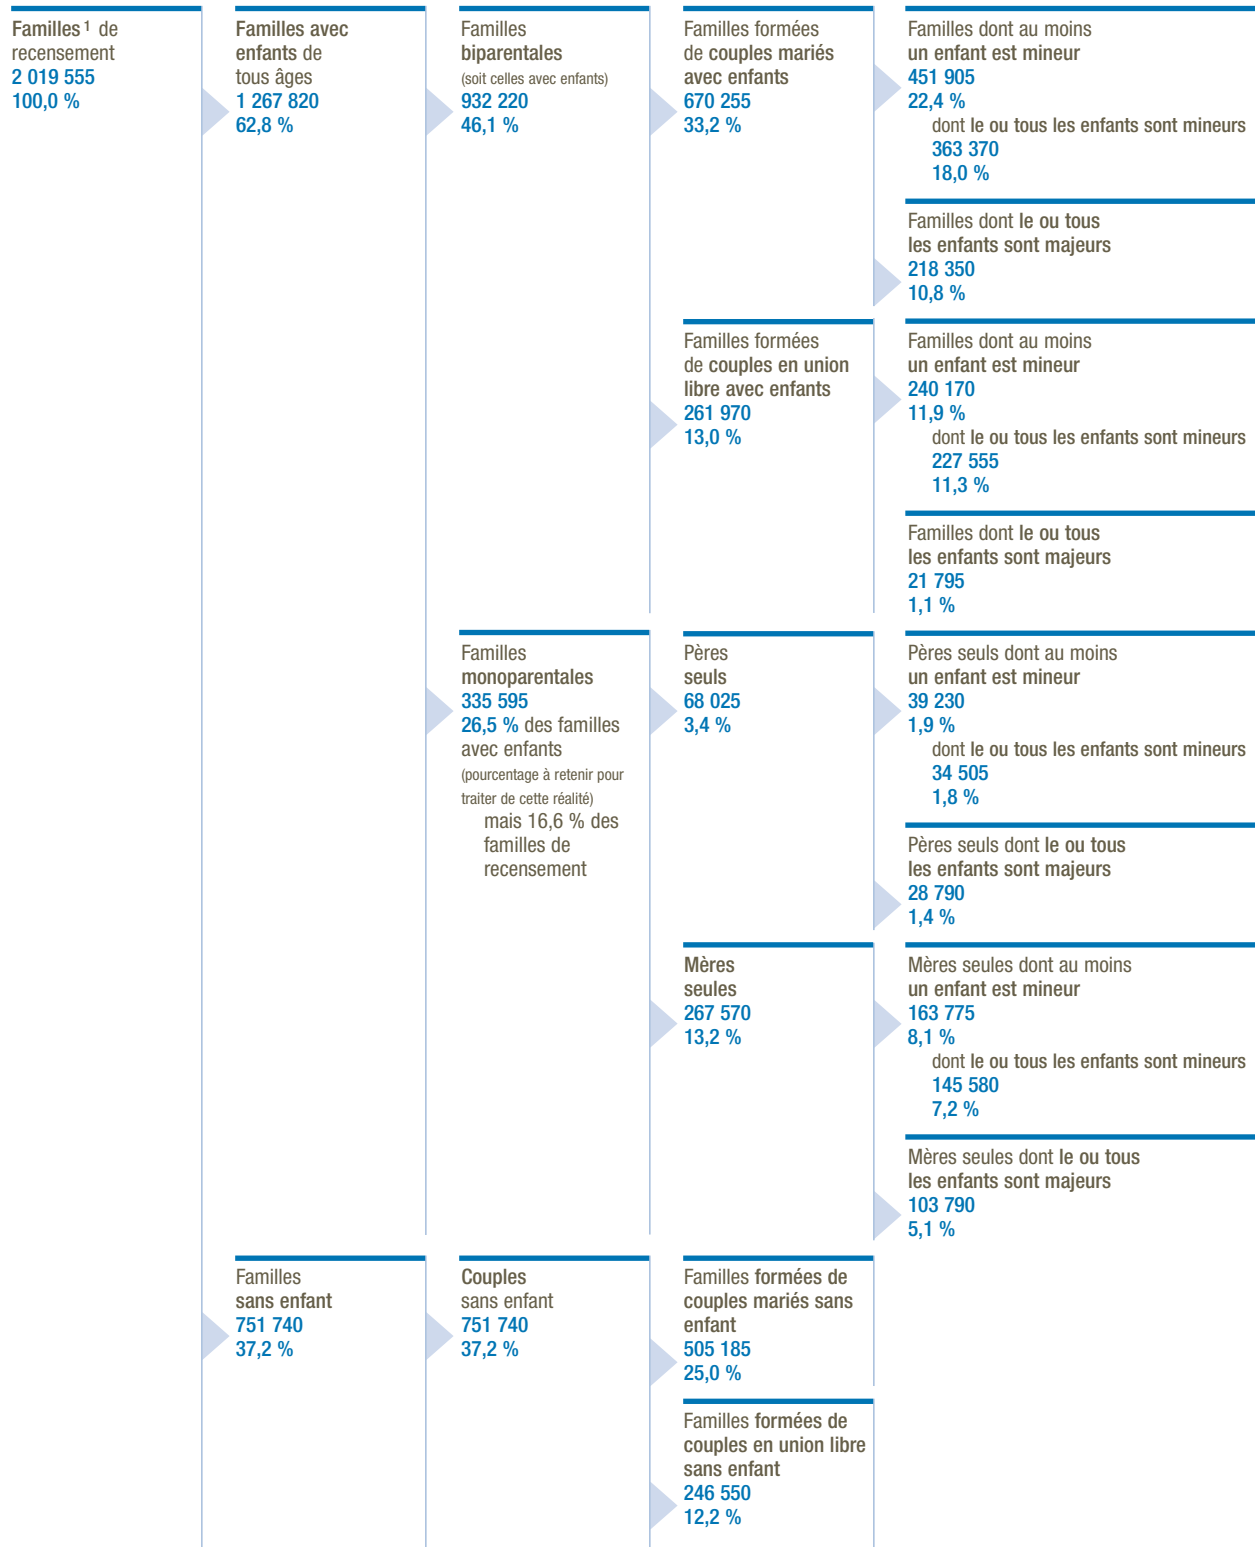 Familles 1 de
recensement
2 019 555
100,0 %
Familles avec
enfants de
tous âges
1 267 820
62,8 %
Familles
biparentales
(soit celles avec enfants)
932 220
46,1 %
Familles formées
de couples mariés
avec enfants
670 255
33,2 %
Familles dont au moins
un enfant est mineur
451 905
22,4 %
dont le ou tous les enfants sont mineurs
363 370
18,0 %
Familles dont le ou tous
les enfants sont majeurs
218 350
10,8 %
Familles formées
de couples en union
libre avec enfants
261 970
13,0 %
Familles dont au moins
un enfant est mineur
240 170
11,9 %
dont le ou tous les enfants sont mineurs
227 555
11,3 %
Familles dont le ou tous
les enfants sont majeurs
21 795
1,1 %
Familles
monoparentales
335 595
26,5 % des familles
avec enfants
(pourcentage à retenir pour
traiter de cette réalité)
mais 16,6 % des
familles de
recensement
Pères
seuls
68 025
3,4 %
Pères seuls dont au moins
un enfant est mineur
39 230
1,9 %
dont le ou tous les enfants sont mineurs
34 505
1,8 %
Pères seuls dont le ou tous
les enfants sont majeurs
28 790
1,4 %
Mères
seules
267 570
13,2 %
Mères seules dont au moins
un enfant est mineur
163 775
8,1 %
dont le ou tous les enfants sont mineurs
145 580
7,2 %
Mères seules dont le ou tous
les enfants sont majeurs
103 790
5,1 %
Familles
sans enfant
751 740
37,2 %
Couples
sans enfant
751 740
37,2 %
Familles formées de
couples mariés sans
enfant
505 185
25,0 %
Familles formées de
couples en union libre
sans enfant
246 550
12,2 %